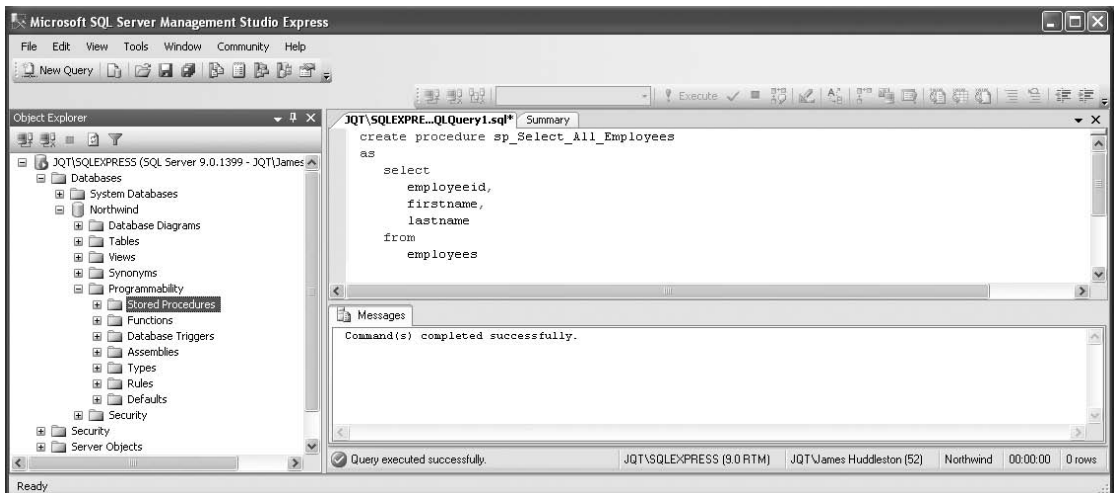 Microsoft SQL Server Management Studio Express
File Edit View Tools Window Community Help
New Query
Execute
Object Explorer
JQT\SQLEXPRESS (SQL Server 9.0.1399 - JQT\James
Databases
System Databases
Northwind
Database Diagrams
Tables
Views
Synonyms
Programmability
Stored Procedures
Functions
Database Triggers
Assemblies
Types
Rules
Defaults
Security
Security
Server Objects
JQT\SQLEXPRE...QLQuery1.sql* Summary
create procedure sp_Select_All_Employees
as
select
employeeid,
firstname,
lastname
from
employees
Messages
Command(s) completed successfully.
Query executed successfully. JQT\SQLEXPRESS (9.0 RTM) JQT\James Huddleston (52) Northwind 00:00:00 0 rows
Ready